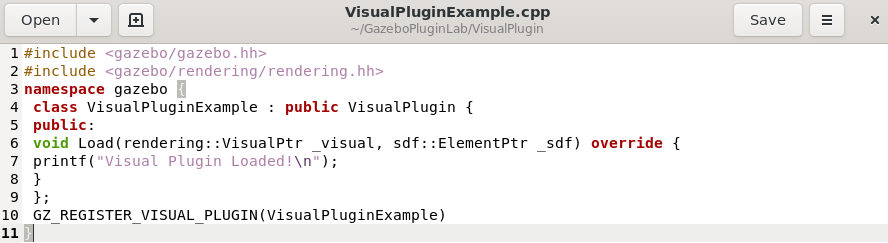 Open
VisualPluginExample.cpp
~/GazeboPluginLab/VisualPlugin
Save
1 #include <gazebo/gazebo.hh>
2 #include <gazebo/rendering/rendering.hh>
3 namespace gazebo {
4 class VisualPluginExample : public VisualPlugin {
5 public:
6 void Load(rendering::VisualPtr _visual, sdf::ElementPtr _sdf) override {
7 printf("Visual Plugin Loaded!\n");
8 }
9 };
10 GZ_REGISTER_VISUAL_PLUGIN(VisualPluginExample)
11 }